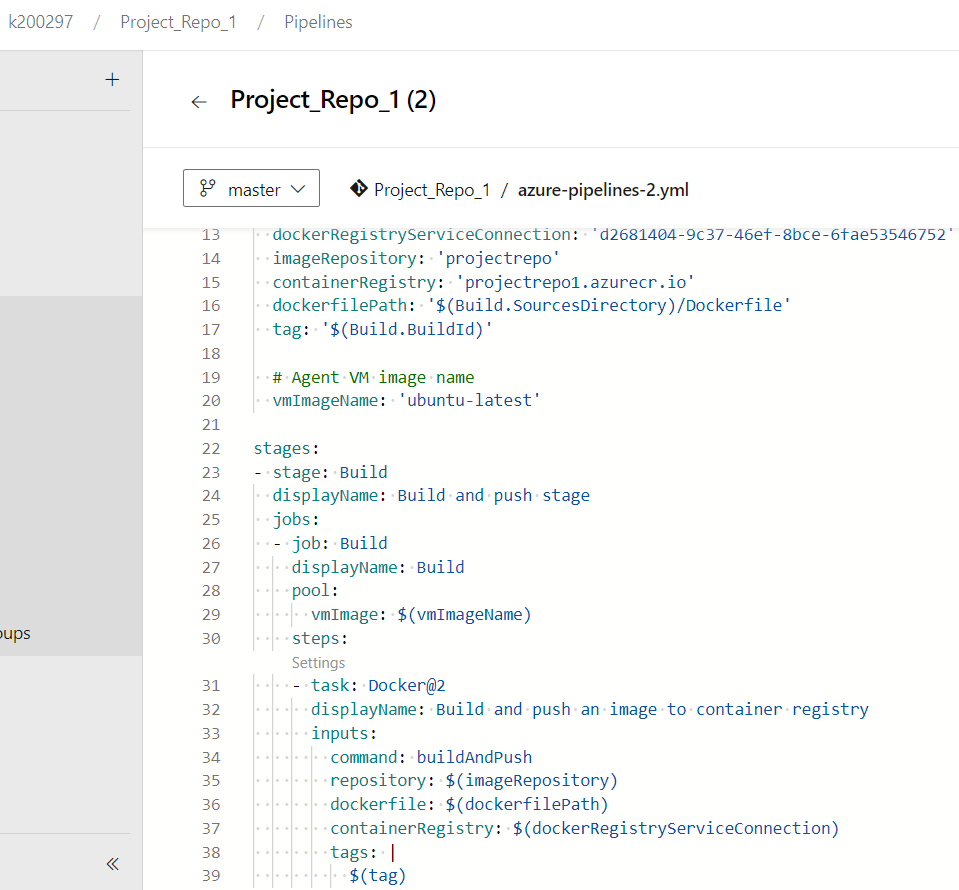 k200297 / Project_Repo_1 / Pipelines
+
← Project_Repo_1 (2)
master Project_Repo_1 / azure-pipelines-2.yml
13 dockerRegistryServiceConnection: 'd2681404-9c37-46ef-8bce-6fae53546752'
14 imageRepository: 'projectrepo'
15 containerRegistry: 'projectrepo1.azurecr.io'
16 dockerfilePath: '$(Build.SourcesDirectory)/Dockerfile'
17 tag: '$(Build.BuildId)'
18
19 # Agent VM image name
20 vmImageName: 'ubuntu-latest'
21
22 stages:
23 - stage: Build
24 displayName: Build and push stage
25 jobs:
26 - job: Build
27 displayName: Build
28 pool:
29 vmImage: $(vmImageName)
30 steps:
oups
Settings
31 - task: Docker@2
32 displayName: Build and push an image to container registry
33 inputs:
34 command: buildAndPush
35 repository: $(imageRepository)
36 dockerfile: $(dockerfilePath)
37 containerRegistry: $(dockerRegistryServiceConnection)
38 tags: |
39 $(tag)